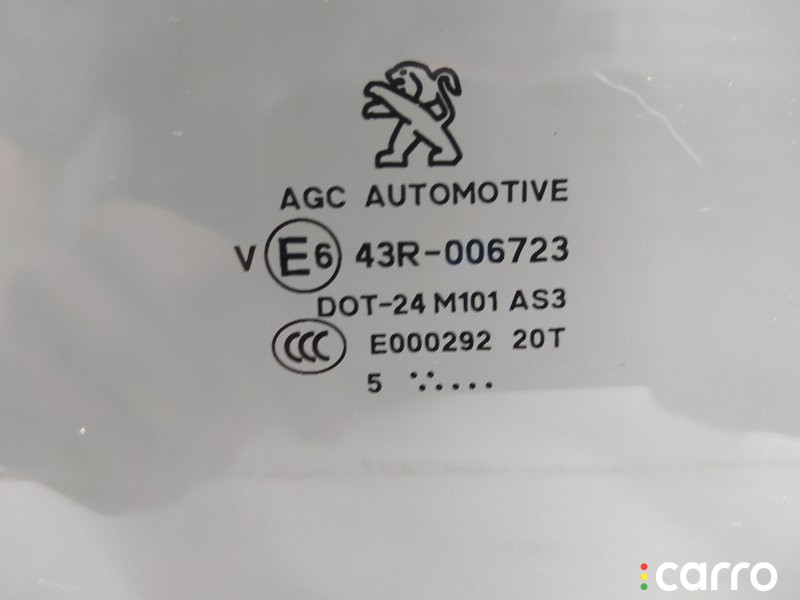 AGC AUTOMOTIVE
V E6 43R-006723
DOT-24 M101 AS3
CCC E000292 20T
5 ·.·....
carro